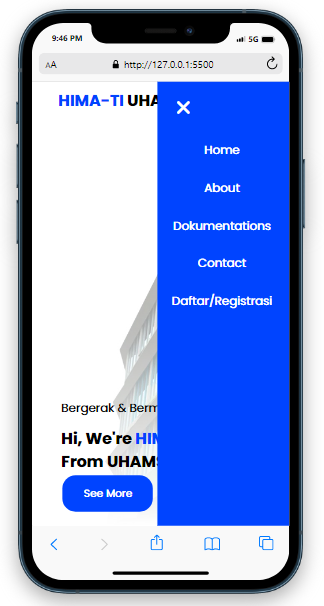 9:46 PM
5G
AA
http://127.0.0.1:5500
HIMA-TI UHA
Home
About
Dokumentations
Contact
Daftar/Registrasi
Bergerak & Berm
Hi, We're HIM
From UHAMS
See More